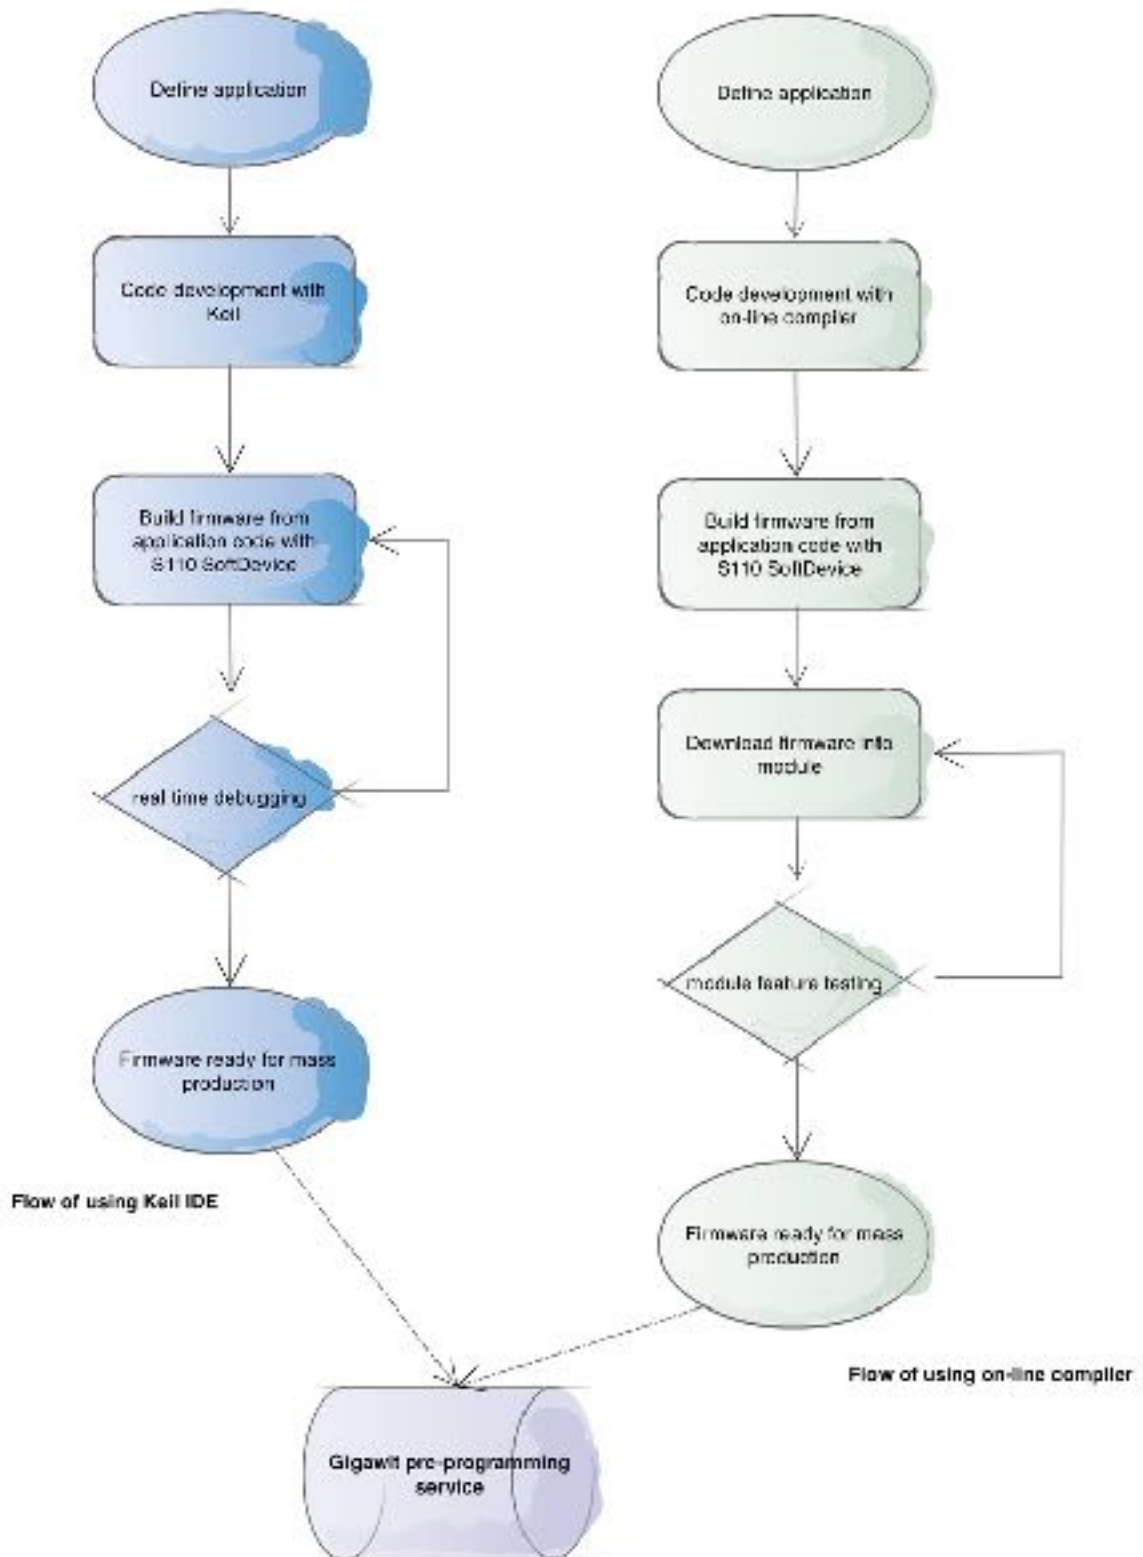 Define application
Code development with
Keil
Build firmware from
application code with
S110 SoftDevice
real time debugging
Firmware ready for mass
production
Flow of using Keil IDE
Define application
Code development with
on-line compiler
Build firmware from
application code with
S110 SoftDevice
Download firmware into
module
module feature testing
Firmware ready for mass
production
Flow of using on-line compiler
Gigawit pre-programming
service